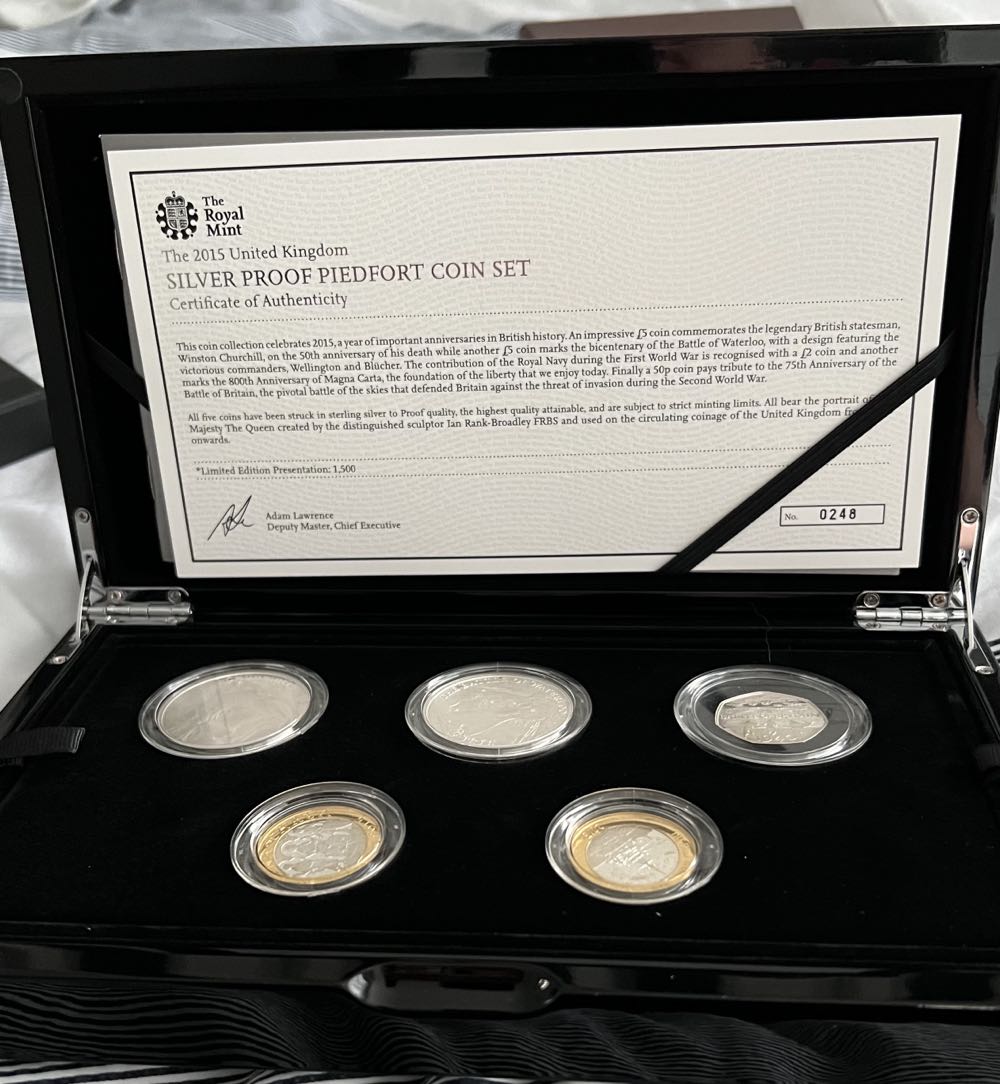 The
Royal
Mint
The 2015 United Kingdom
SILVER PROOF PIEDFORT COIN SET
Certificate of Authenticity
This coin collection celebrates 2015, a year of important anniversaries in British history. An impressive £5 coin commemorates the legendary British statesman,
Winston Churchill, on the 50th anniversary of his death while another £5 coin marks the bicentenary of the Battle of Waterloo, with a design featuring the
victorious commanders, Wellington and Blücher. The contribution of the Royal Navy during the First World War is recognised with a £2 coin and another
marks the 800th Anniversary of Magna Carta, the foundation of the liberty that we enjoy today. Finally a 50p coin pays tribute to the 75th Anniversary of the
Battle of Britain, the pivotal battle of the skies that defended Britain against the threat of invasion during the Second World War.
All five coins have been struck in sterling silver to Proof quality, the highest quality attainable, and are subject to strict minting limits. All bear the portrait of
Majesty The Queen created by the distinguished sculptor Ian Rank-Broadley FRBS and used on the circulating coinage of the United Kingdom
onwards.
*Limited Edition Presentation: 1,500
Adam Lawrence
Deputy Master, Chief Executive
No. 0248